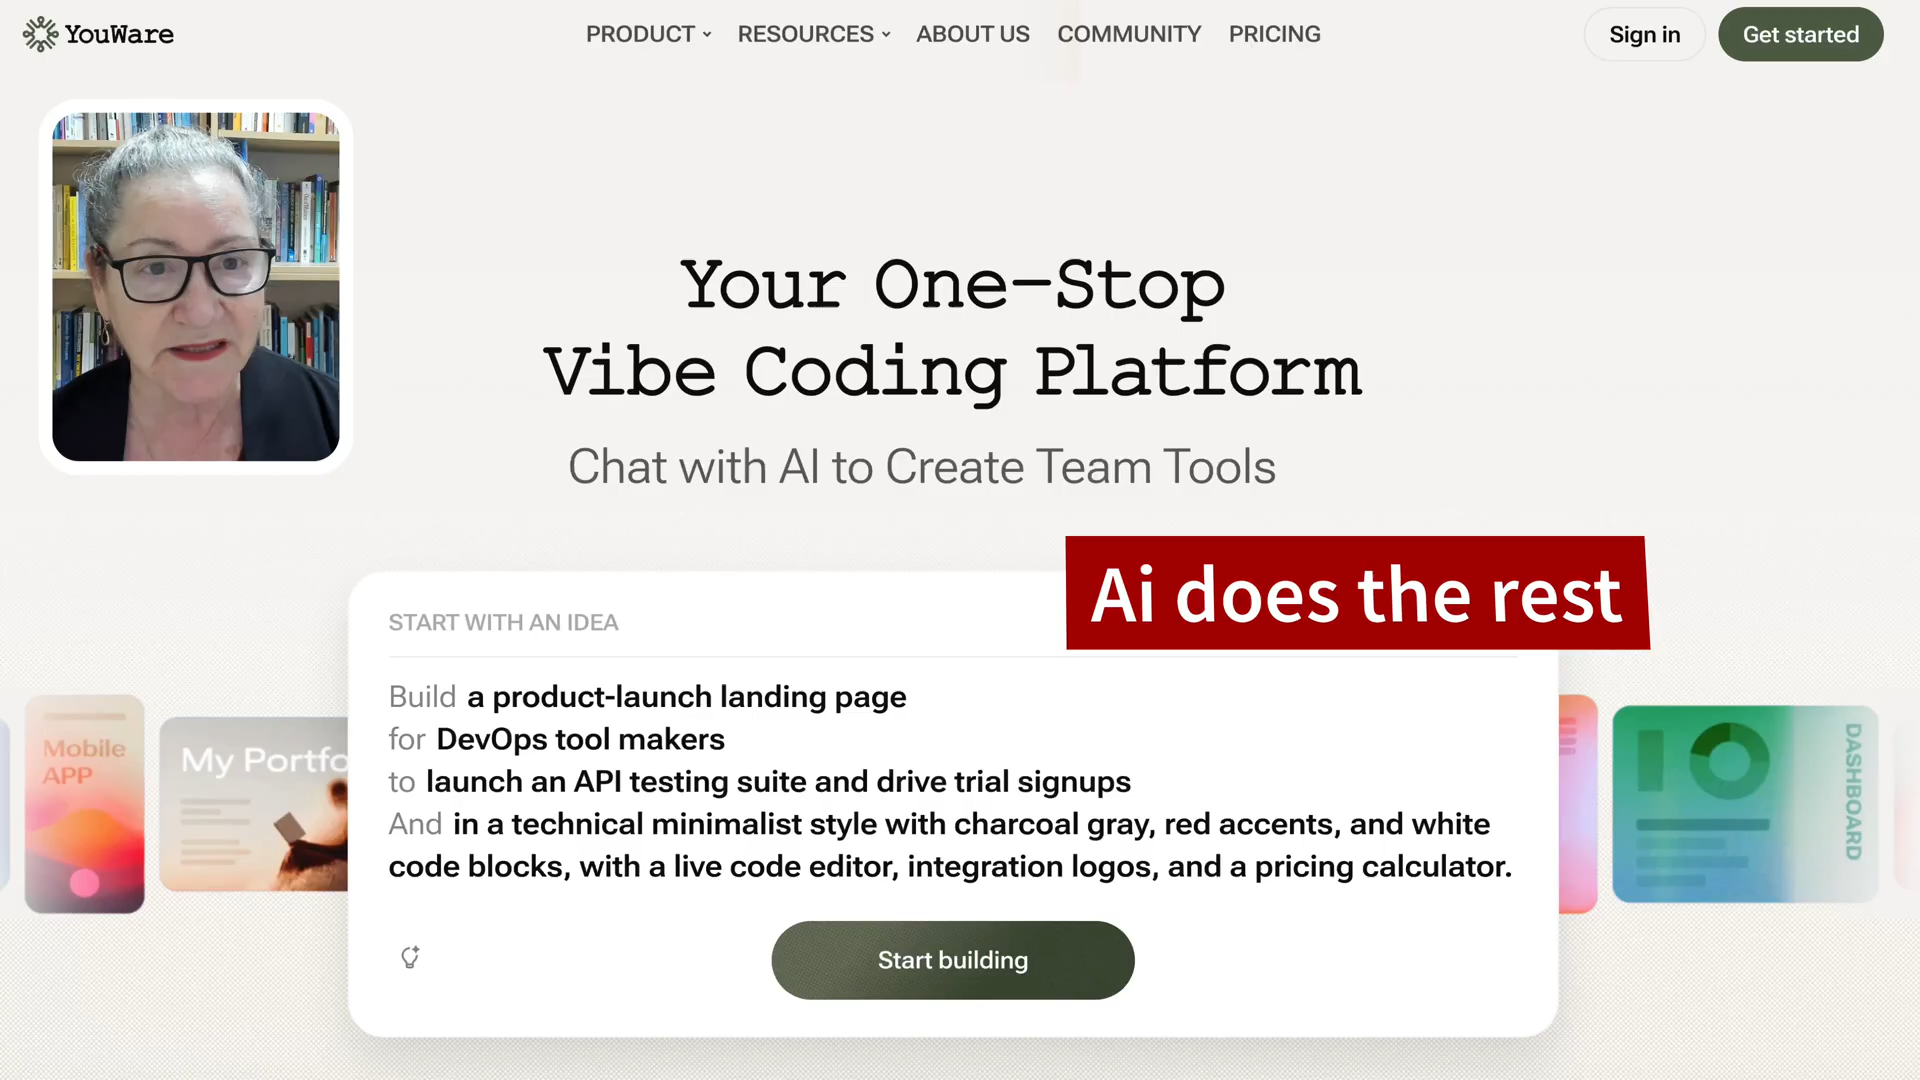 YouWare
PRODUCT
RESOURCES
ABOUT US
COMMUNITY
PRICING
Sign in
Get started
Your One-Stop
Vibe Coding Platform
Chat with AI to Create Team Tools
Ai does the rest
START WITH AN IDEA
Build a product-launch landing page
for DevOps tool makers
to launch an API testing suite and drive trial signups
And in a technical minimalist style with charcoal gray, red accents, and white
code blocks, with a live code editor, integration logos, and a pricing calculator.
Mobile
APP
My Portfo
DASHBOARD
Start building